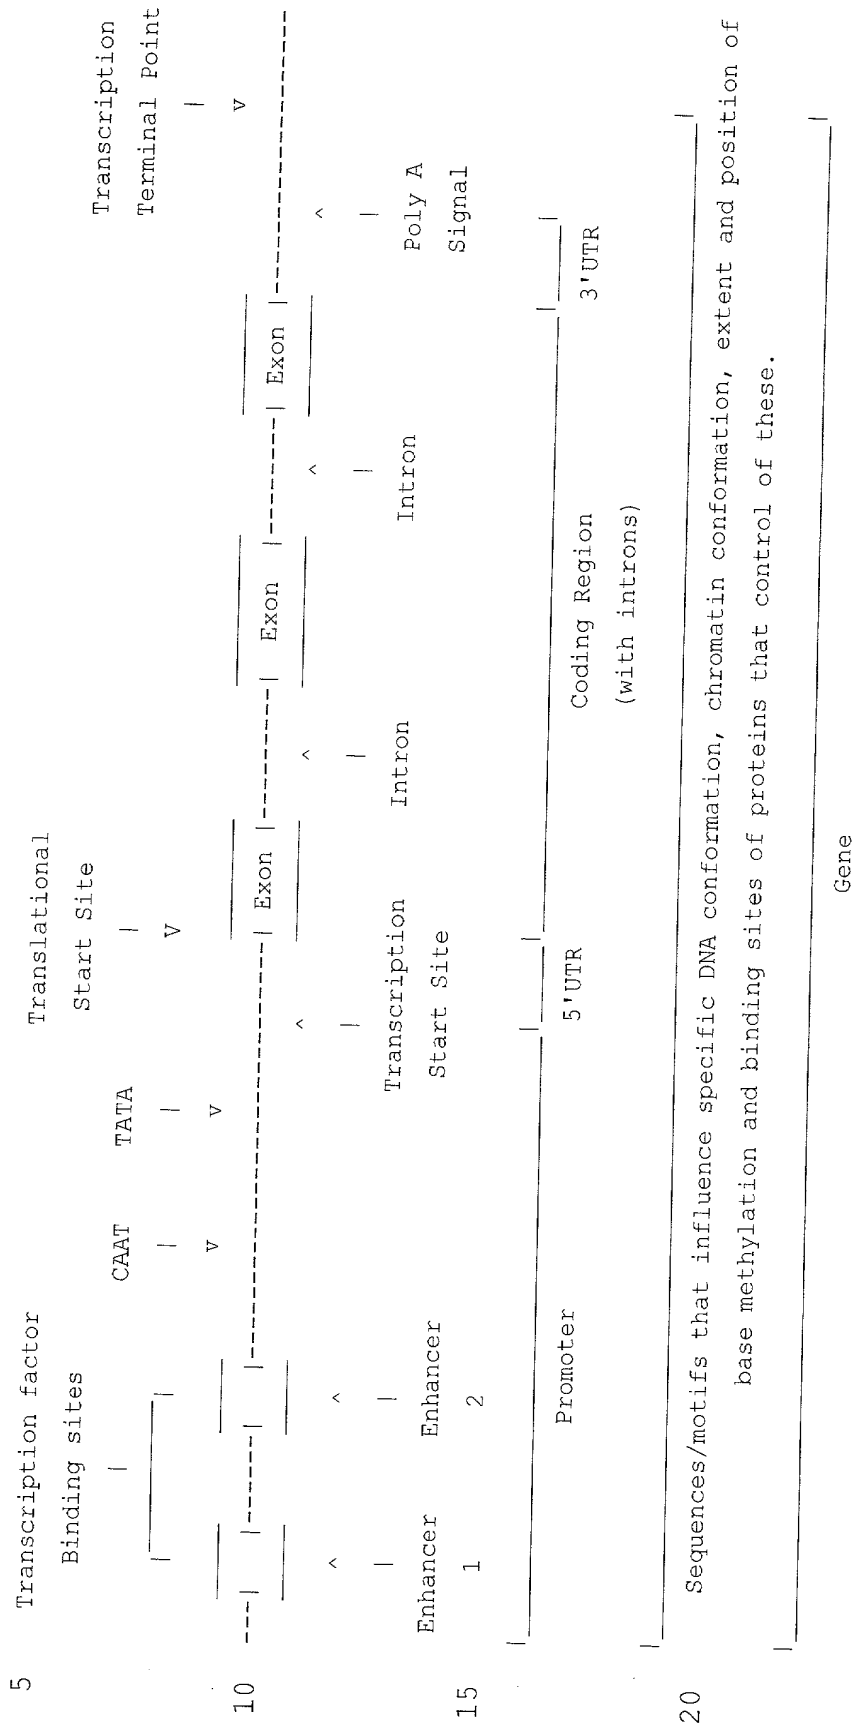 5
Transcription factor
Binding sites
CAAT
TATA
Translational
Start Site
Transcription
Terminal Point
10
Exon
Exon
Exon
Enhancer
1
Enhancer
2
Transcription
Start Site
Intron
Intron
Poly A
Signal
15
Promoter
5'UTR
Coding Region
(with introns)
3'UTR
20
Sequences/motifs that influence specific DNA conformation, chromatin conformation, extent and position of
base methylation and binding sites of proteins that control of these.
Gene